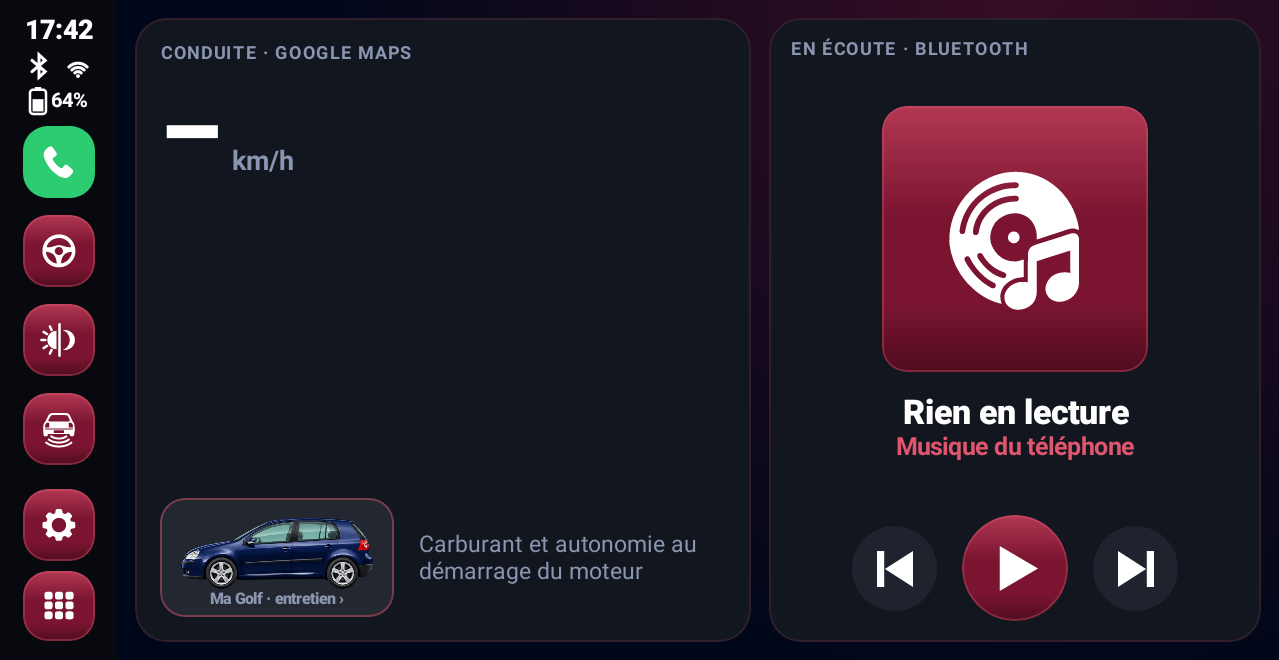 17:42
64%
CONDUITE · GOOGLE MAPS
km/h
Ma Golf · entretien ›
Carburant et autonomie au
démarrage du moteur
EN ÉCOUTE · BLUETOOTH
Rien en lecture
Musique du téléphone